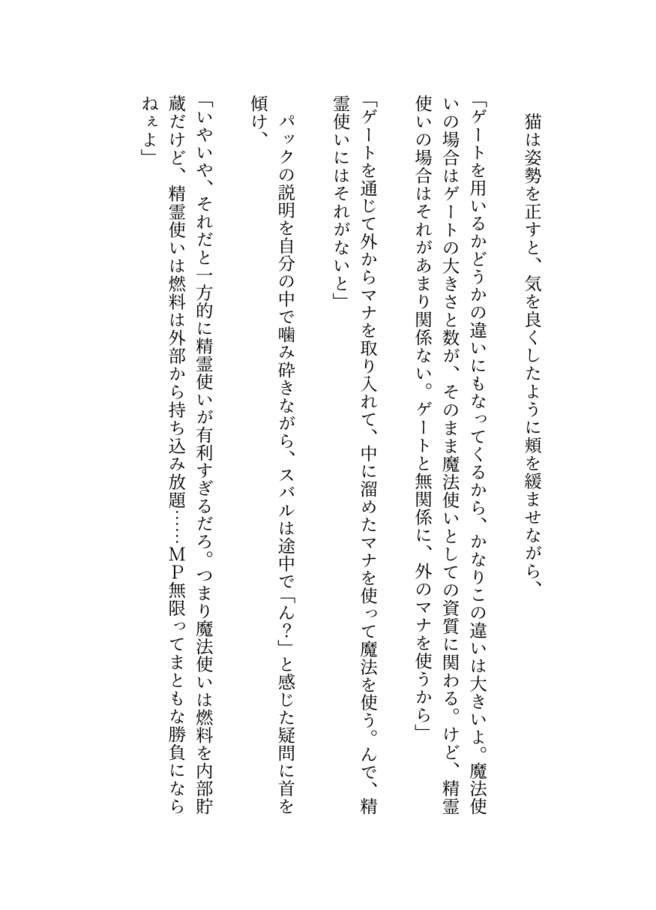 猫は姿勢を正すと、気を良くしたように頬を緩ませながら、
「ゲートを用いるかどうかの違いにもなってくるから、かなりこの違いは大きいよ。魔法使
いの場合はゲートの大きさと数が、そのまま魔法使いとしての資質に関わる。けど、精霊
使いの場合はそれがあまり関係ない。ゲートと無関係に、外のマナを使うから」
「ゲートを通じて外からマナを取り入れて、中に溜めたマナを使って魔法を使う。んで、精
霊使いにはそれがないと」
パックの説明を自分の中で噛み砕きながら、スバルは途中で「ん？」と感じた疑問に首を
傾け、
「いやいや、それだと一方的に精霊使いが有利すぎるだろ。つまり魔法使いは燃料を内部貯
蔵だけど、精霊使いは燃料は外部から持ち込み放題……ＭＰ無限ってまともな勝負になら
ねぇよ」